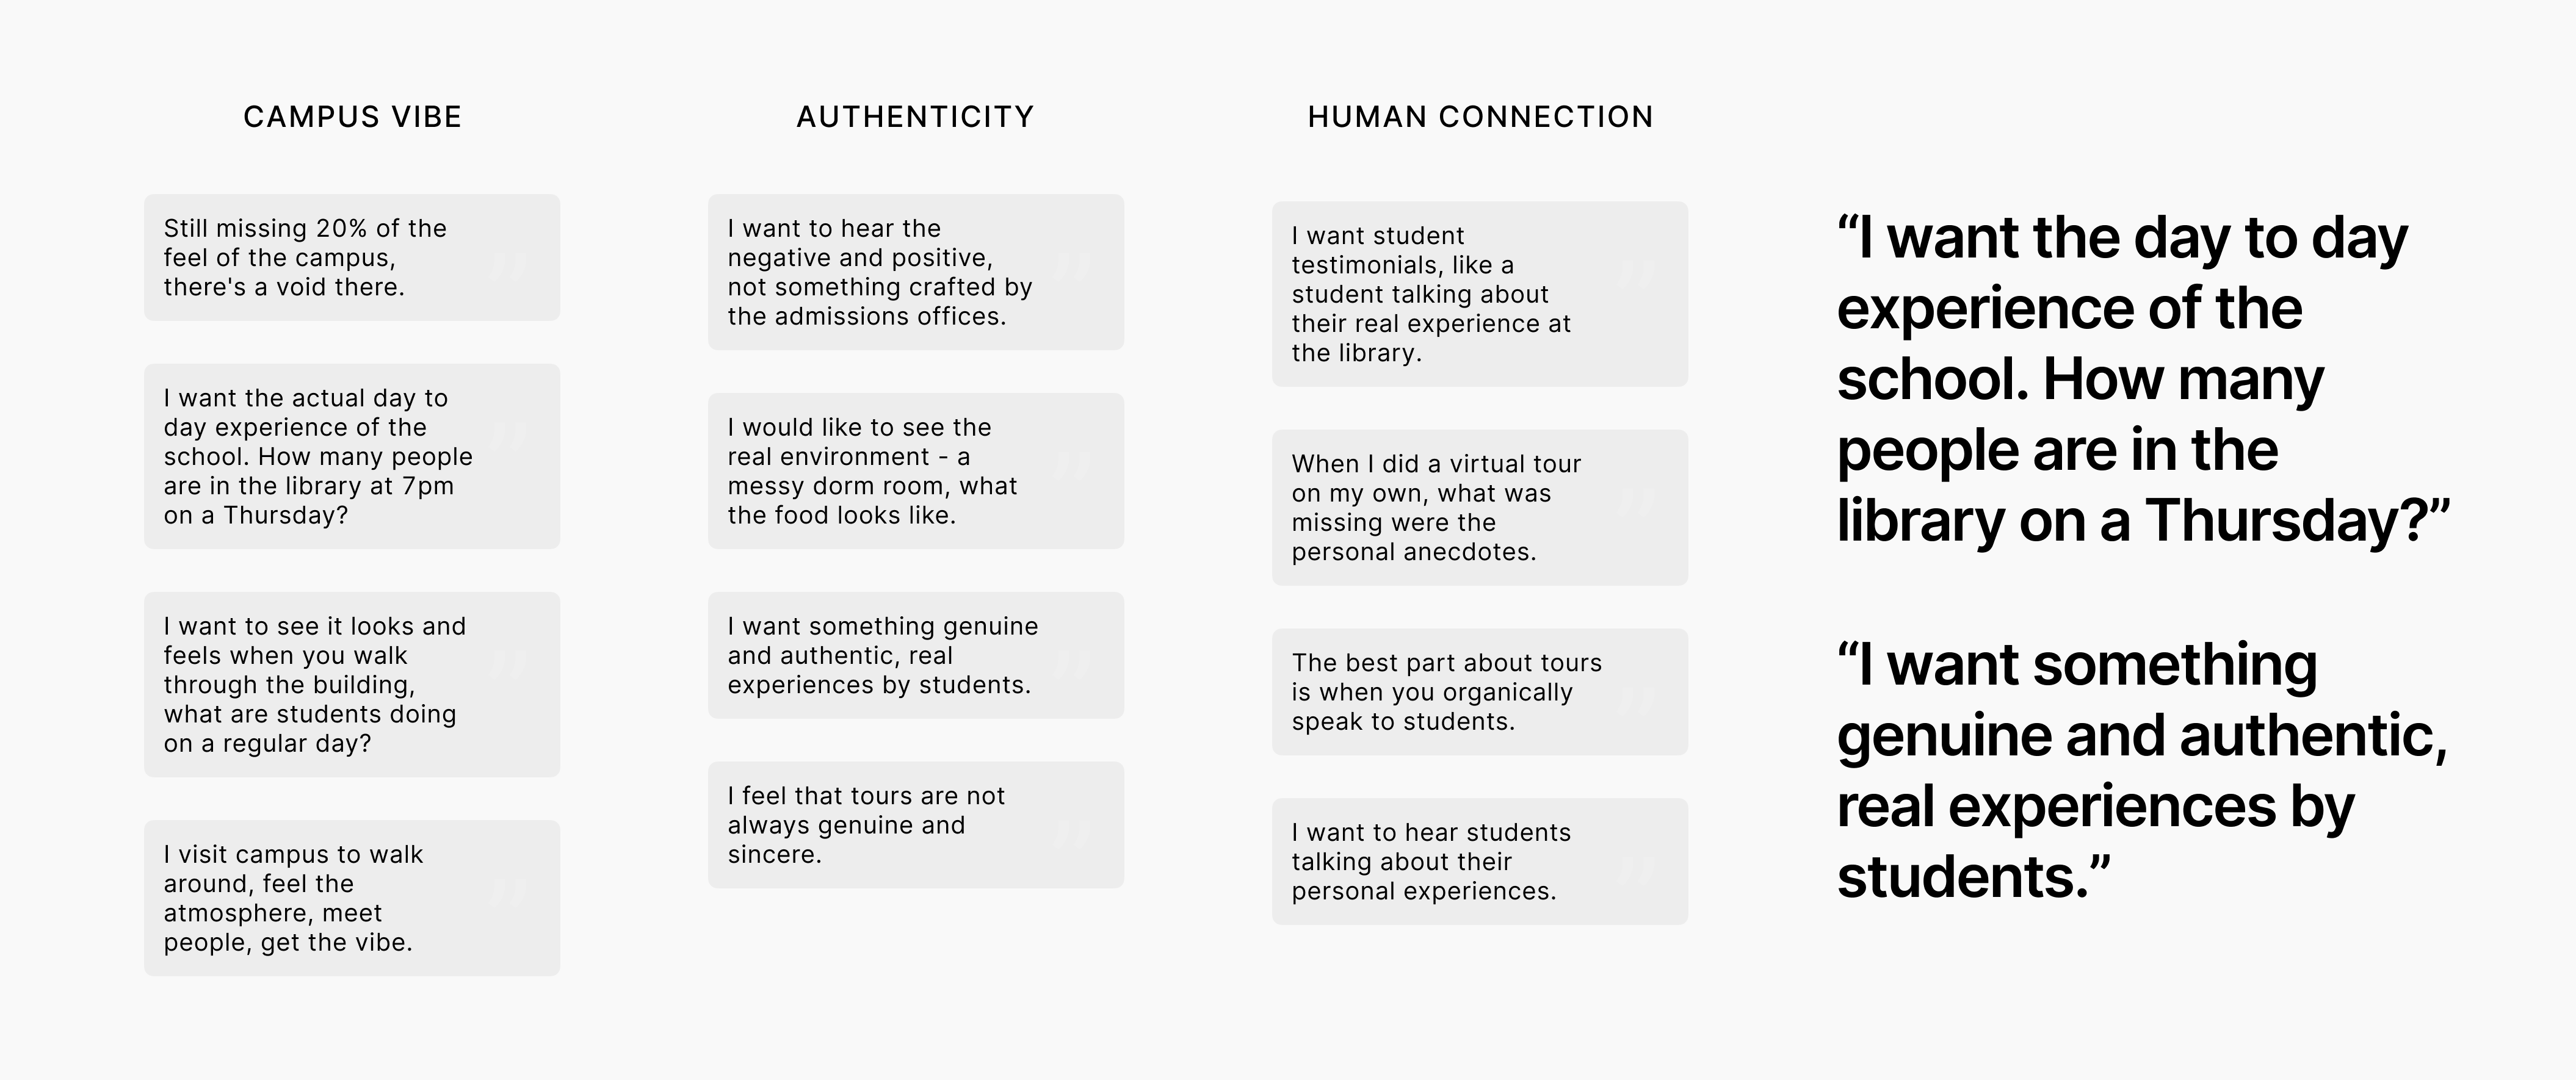 CAMPUS VIBE
Still missing 20% of the
feel of the campus,
there's a void there.
I want the actual day to
day experience of the
school. How many people
are in the library at 7pm
on a Thursday?
I want to see it looks and
feels when you walk
through the building,
what are students doing
on a regular day?
I visit campus to walk
around, feel the
atmosphere, meet
people, get the vibe.
AUTHENTICITY
I want to hear the
negative and positive,
not something crafted by
the admissions offices.
I would like to see the
real environment - a
messy dorm room, what
the food looks like.
I want something genuine
and authentic, real
experiences by students.
I feel that tours are not
always genuine and
sincere.
HUMAN CONNECTION
I want student
testimonials, like a
student talking about
their real experience at
the library.
When I did a virtual tour
on my own, what was
missing were the
personal anecdotes.
The best part about tours
is when you organically
speak to students.
I want to hear students
talking about their
personal experiences.
“I want the day to day
experience of the
school. How many
people are in the
library on a Thursday?”
“I want something
genuine and authentic,
real experiences by
students.”